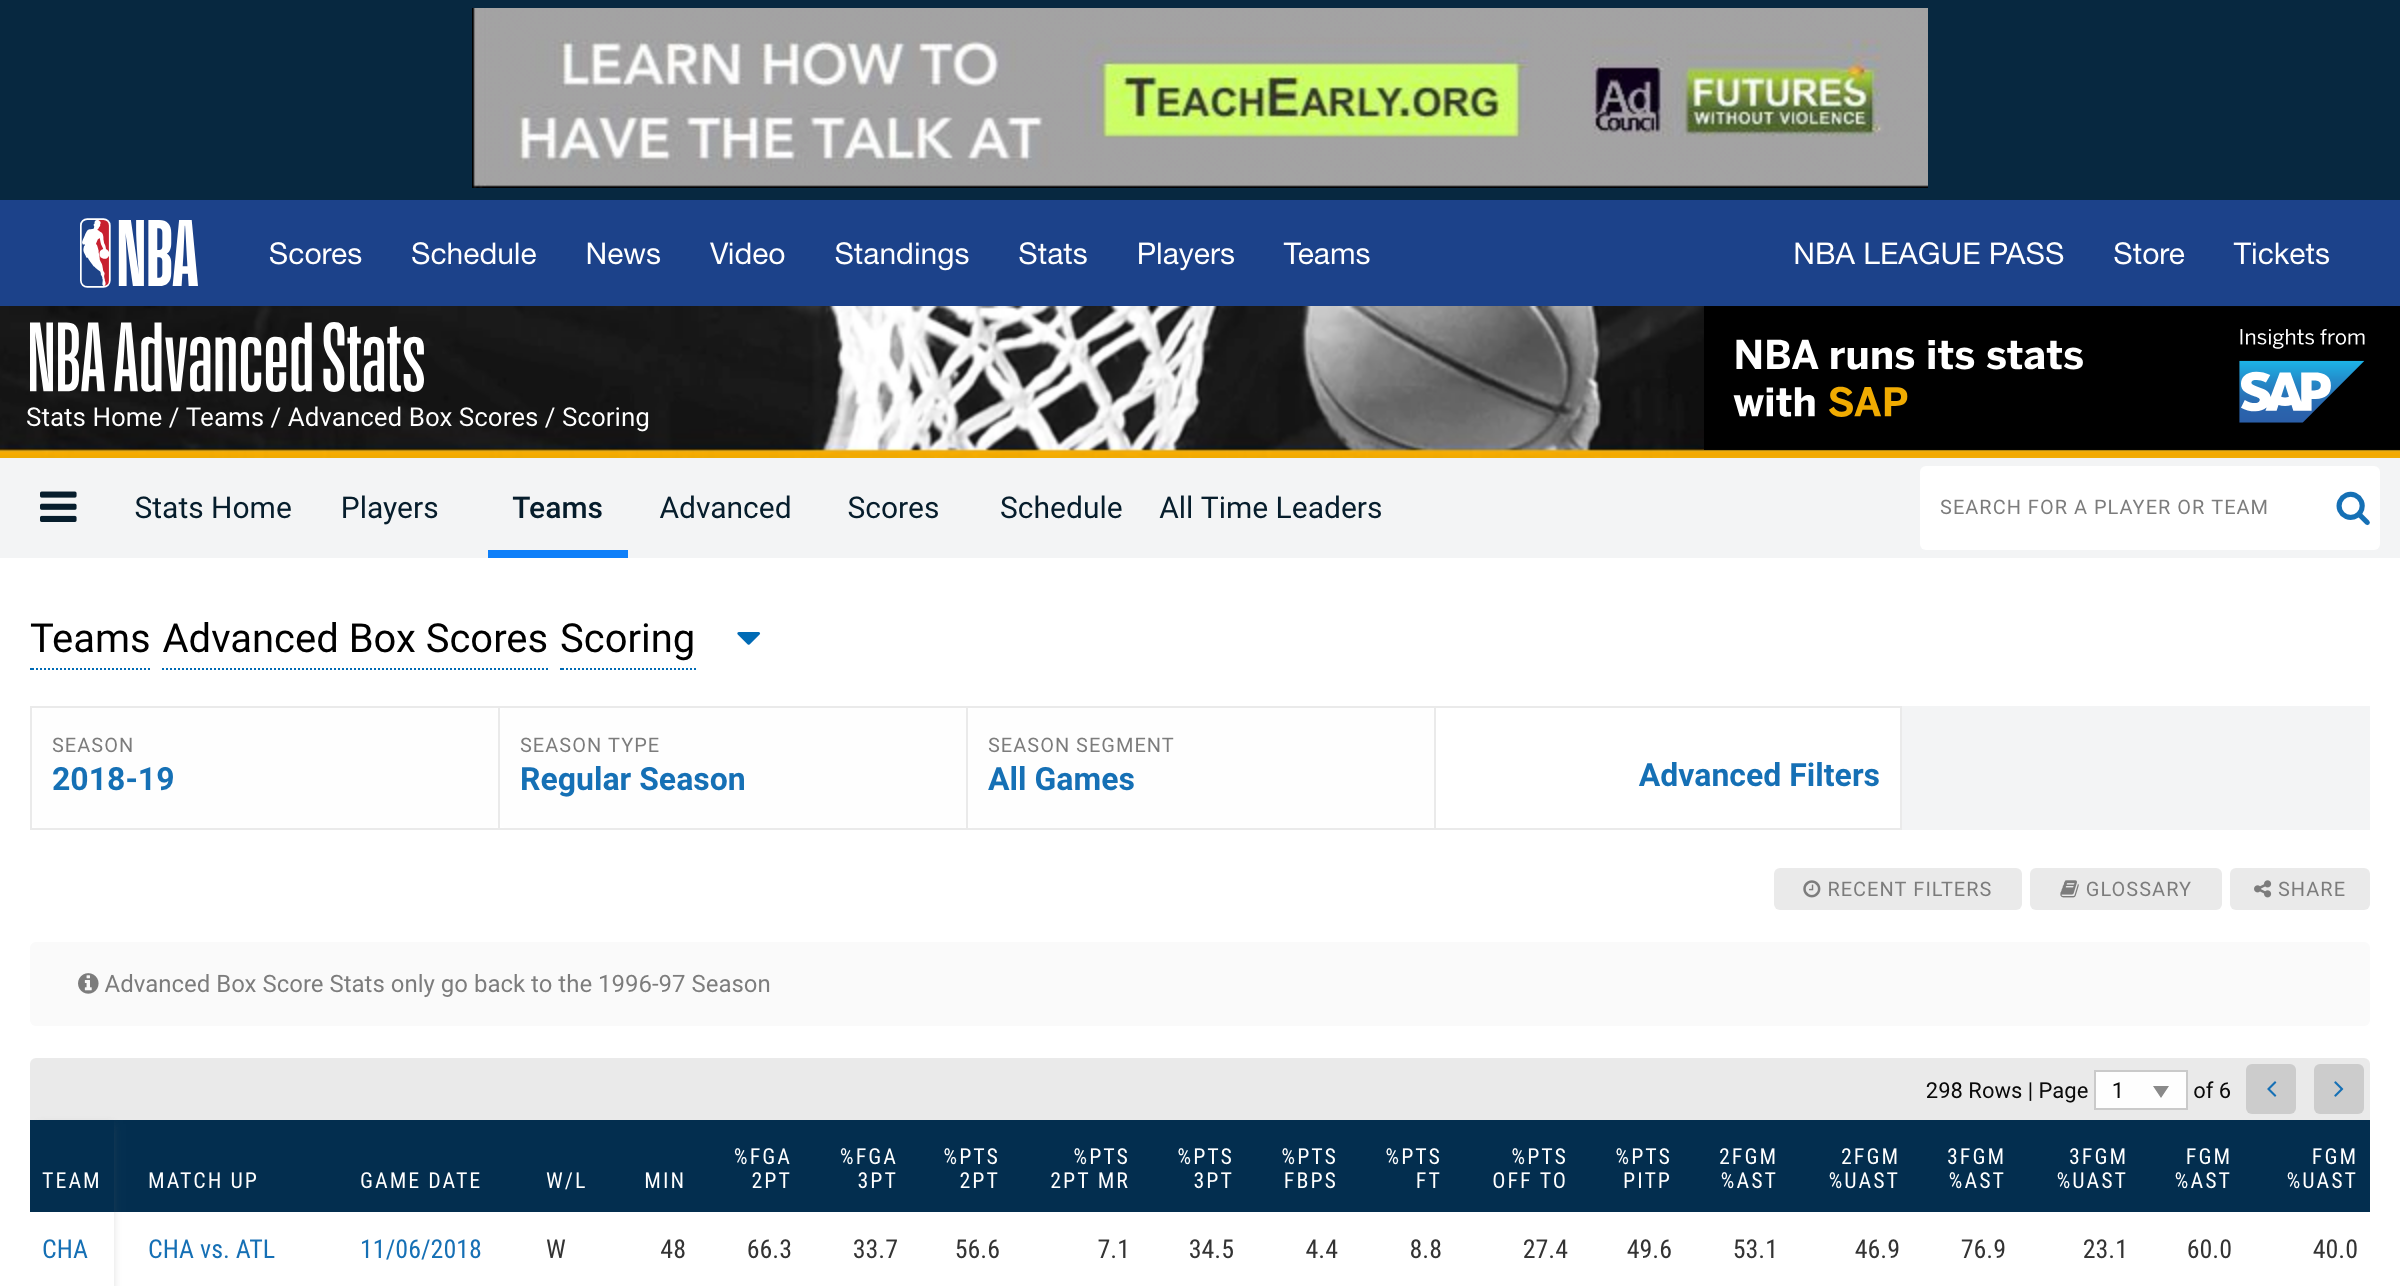 LEARN HOW TO
HAVE THE TALK AT
TEACHEARLY.ORG
Ad
Council
FUTURES
WITHOUT VIOLENCE
NBA
Scores Schedule News Video Standings Stats Players Teams NBA LEAGUE PASS Store Tickets
NBA Advanced Stats
Stats Home / Teams / Advanced Box Scores / Scoring
NBA runs its stats
with SAP
Insights from
SAP
Stats Home Players Teams Advanced Scores Schedule All Time Leaders SEARCH FOR A PLAYER OR TEAM
Teams Advanced Box Scores Scoring
SEASON
2018-19
SEASON TYPE
Regular Season
SEASON SEGMENT
All Games
Advanced Filters
RECENT FILTERS GLOSSARY SHARE
Advanced Box Score Stats only go back to the 1996-97 Season
298 Rows | Page 1 of 6
TEAM MATCH UP GAME DATE W/L MIN %FGA 2PT %FGA 3PT %PTS 2PT %PTS 2PT MR %PTS 3PT %PTS FBPS %PTS FT %PTS OFF TO %PTS PITP 2FGM %AST 2FGM %UAST 3FGM %AST 3FGM %UAST FGM %AST FGM %UAST
CHA CHA vs. ATL 11/06/2018 W 48 66.3 33.7 56.6 7.1 34.5 4.4 8.8 27.4 49.6 53.1 46.9 76.9 23.1 60.0 40.0